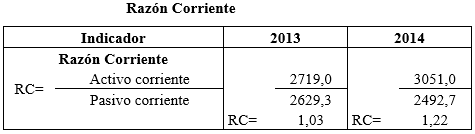 Razón Corriente
Indicador 2013 2014
Razón Corriente
RC= Activo corriente 2719,0 3051,0
Pasivo corriente 2629,3 2492,7
RC= 1,03 RC= 1,22